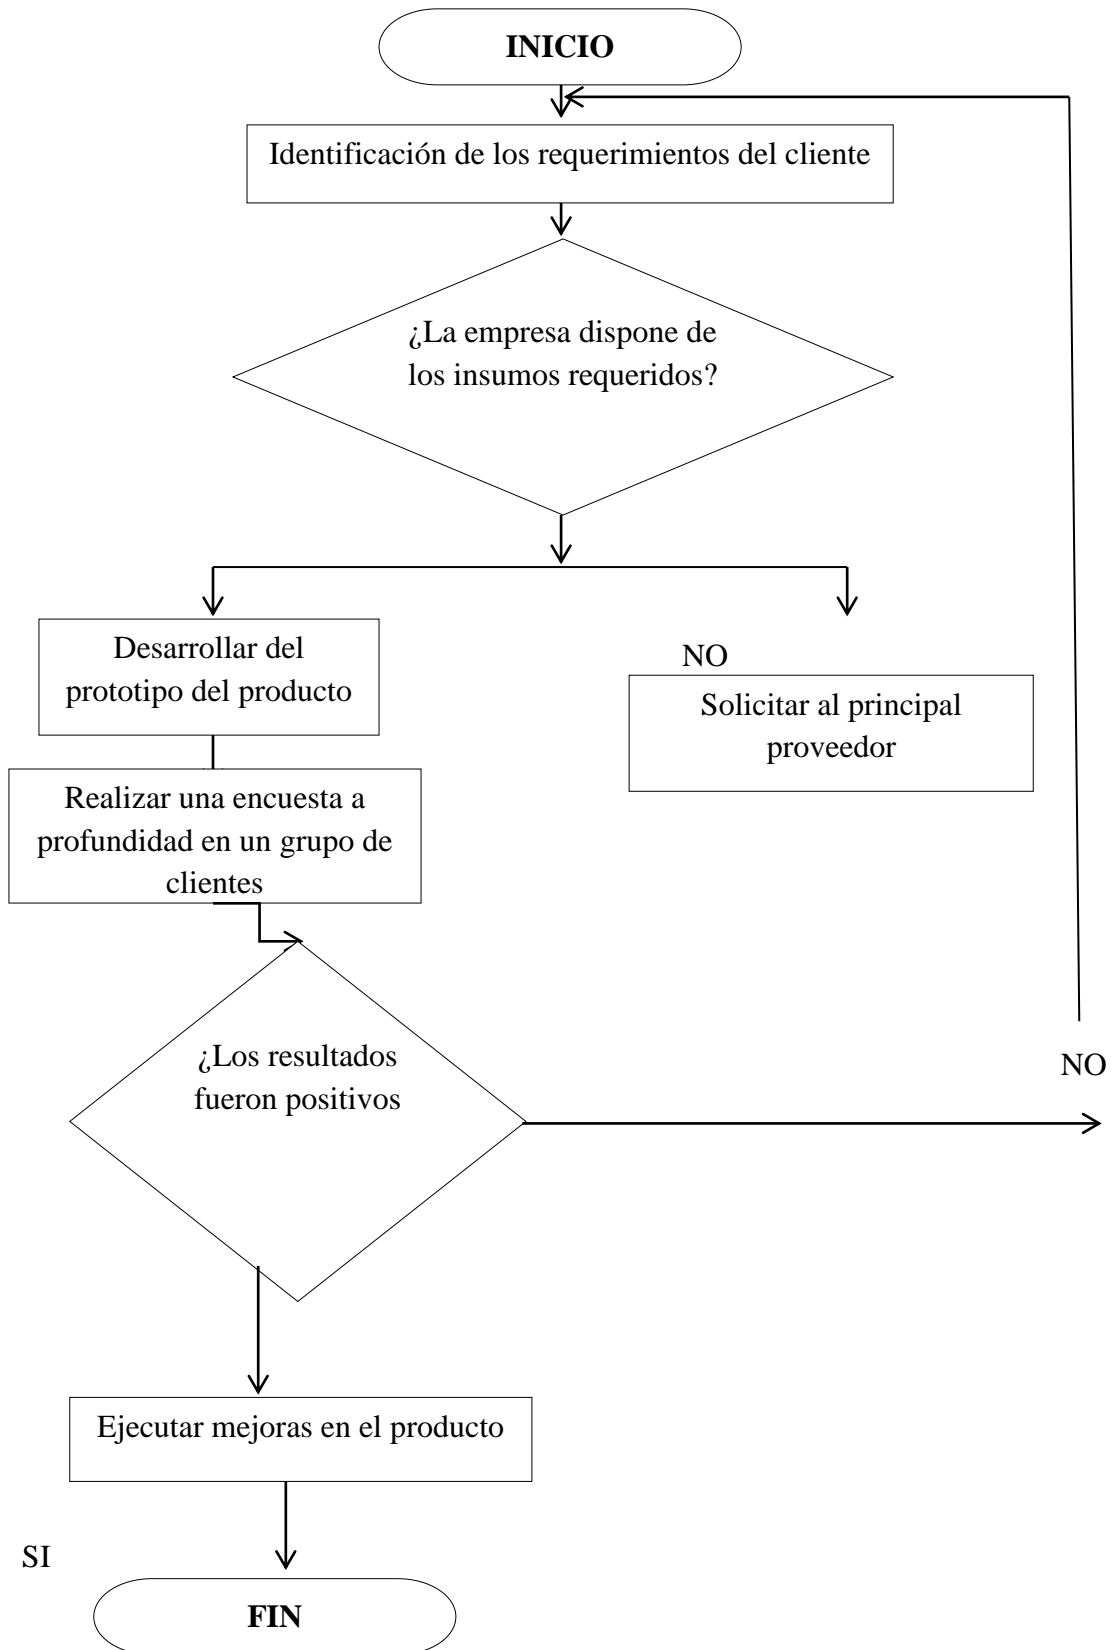 INICIO
Identificación de los requerimientos del cliente
¿La empresa dispone de
los insumos requeridos?
Desarrollar del
prototipo del producto
NO
Solicitar al principal
proveedor
Realizar una encuesta a
profundidad en un grupo de
clientes
¿Los resultados
fueron positivos
NO
Ejecutar mejoras en el producto
SI
FIN